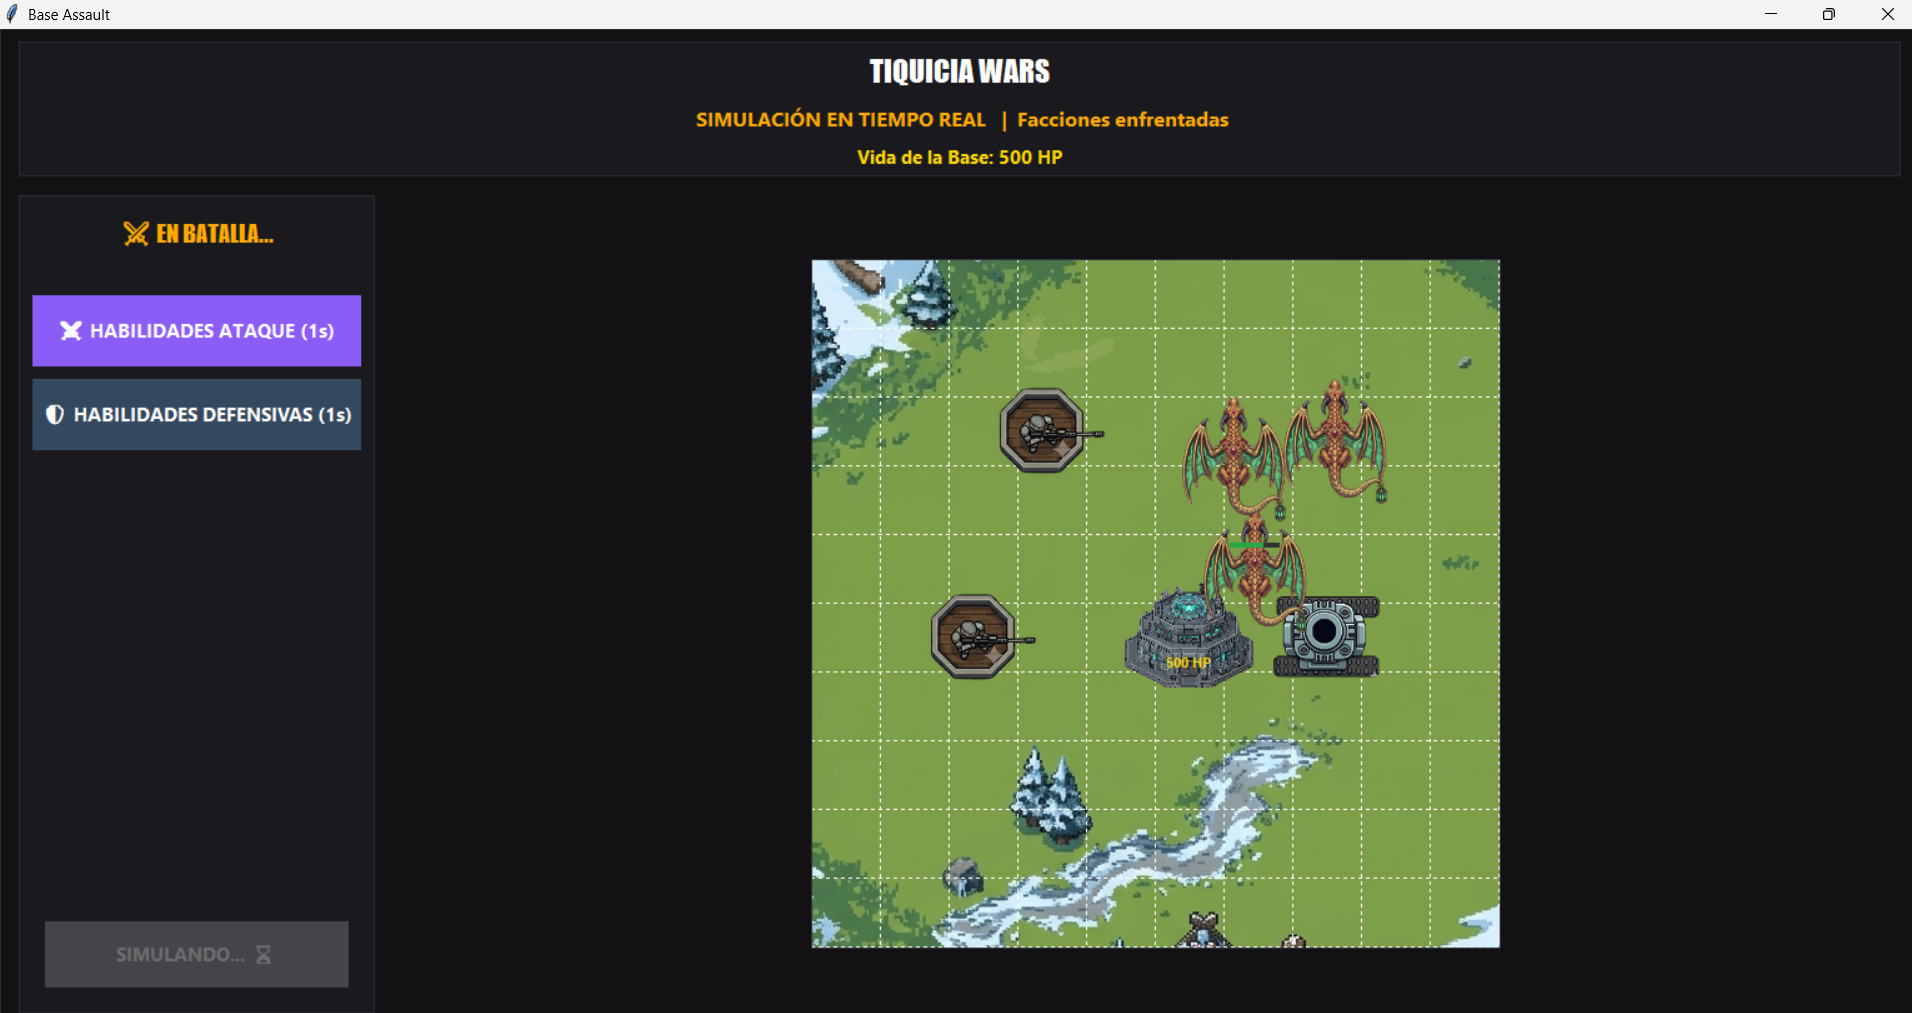 Base Assault
TIQUICIA WARS
SIMULACIÓN EN TIEMPO REAL | Facciones enfrentadas
Vida de la Base: 500 HP
EN BATALLA...
HABILIDADES ATAQUE (1s)
HABILIDADES DEFENSIVAS (1s)
500 HP
SIMULANDO...